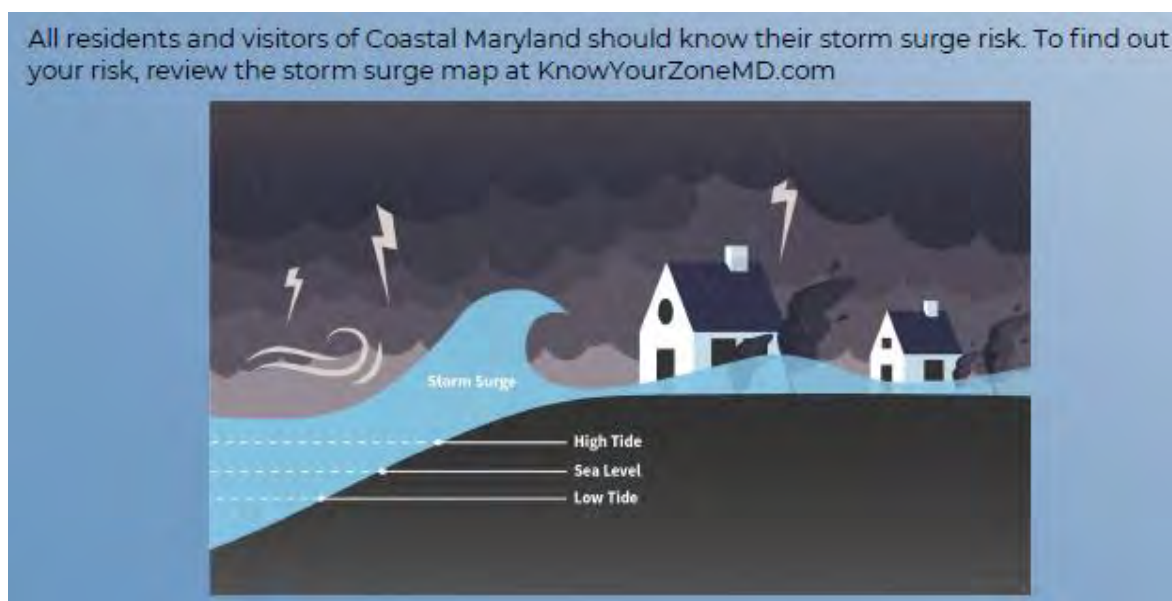 All residents and visitors of Coastal Maryland should know their storm surge risk. To find out
your risk, review the storm surge map at KnowYourZoneMD.com
Storm Surge
High Tide
Sea Level
Low Tide